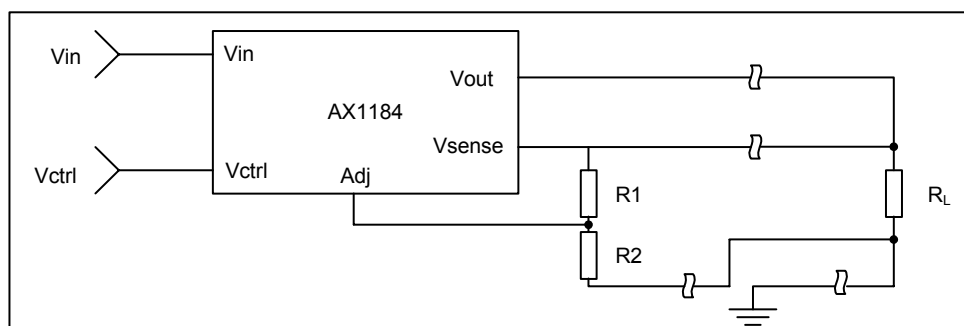 Vin
Vin
Vout
AX1184
Vsense
Vctrl
Vctrl
Adj
R1
RL
R2